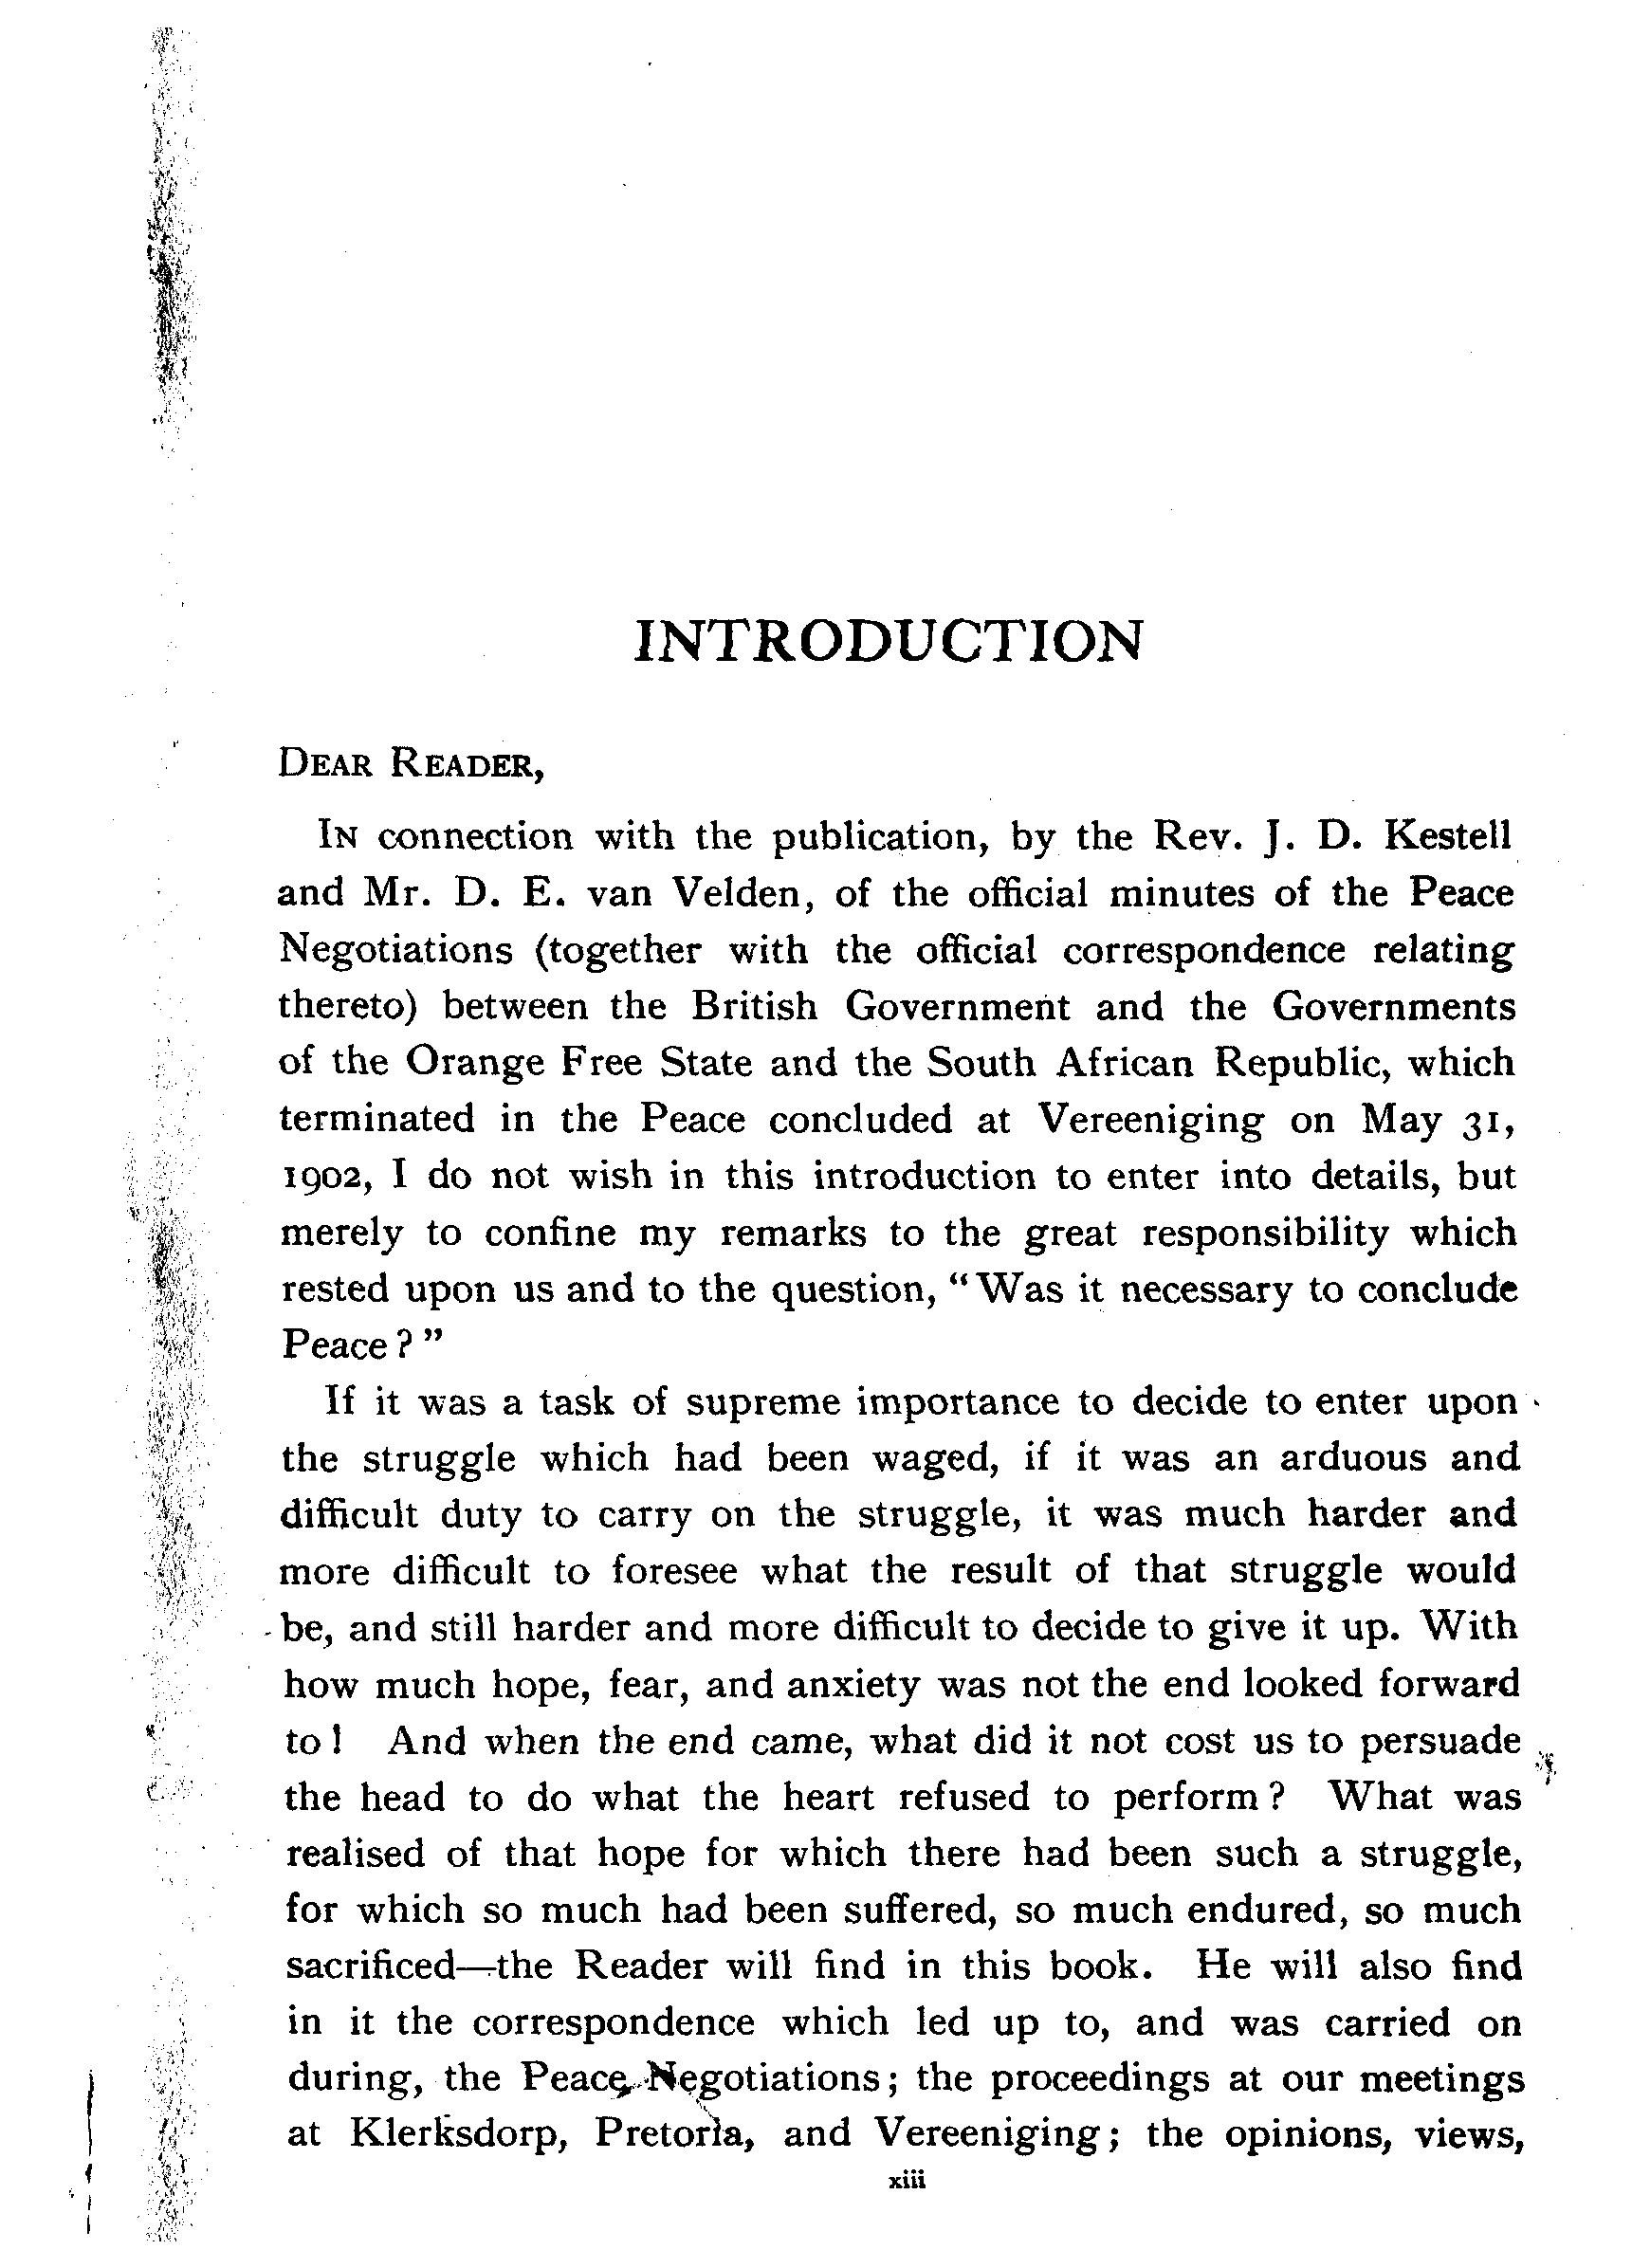 INTRODUCTION
DEAR READER,
IN connection with the publication, by the Rev. J. D. Kestell
and Mr. D. E. van Velden, of the official minutes of the Peace
Negotiations (together with the official correspondence relating
thereto) between the British Government and the Governments
of the Orange Free State and the South African Republic, which
terminated in the Peace concluded at Vereeniging on May 31,
1902, I do not wish in this introduction to enter into details, but
merely to confine my remarks to the great responsibility which
rested upon us and to the question, "Was it necessary to conclude
Peace?"
If it was a task of supreme importance to decide to enter upon
the struggle which had been waged, if it was an arduous and
difficult duty to carry on the struggle, it was much harder and
more difficult to foresee what the result of that struggle would
be, and still harder and more difficult to decide to give it up. With
how much hope, fear, and anxiety was not the end looked forward
to! And when the end came, what did it not cost us to persuade
the head to do what the heart refused to perform? What was
realised of that hope for which there had been such a struggle,
for which so much had been suffered, so much endured, so much
sacrificed—the Reader will find in this book. He will also find
in it the correspondence which led up to, and was carried on
during, the Peace Negotiations; the proceedings at our meetings
at Klerksdorp, Pretoria, and Vereeniging; the opinions, views,
xiii